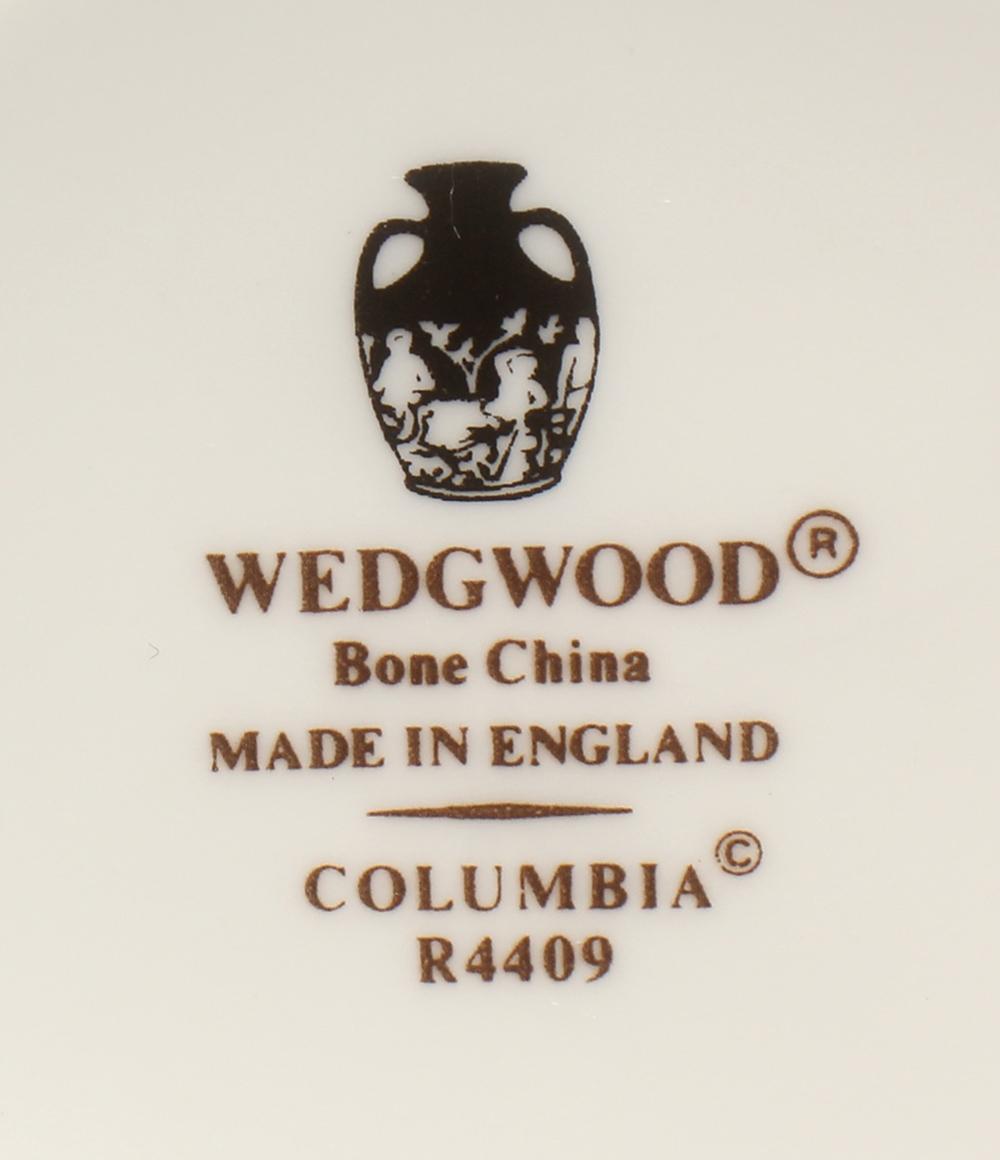 WEDGWOOD®
Bone China
MADE IN ENGLAND
COLUMBIA©
R4409